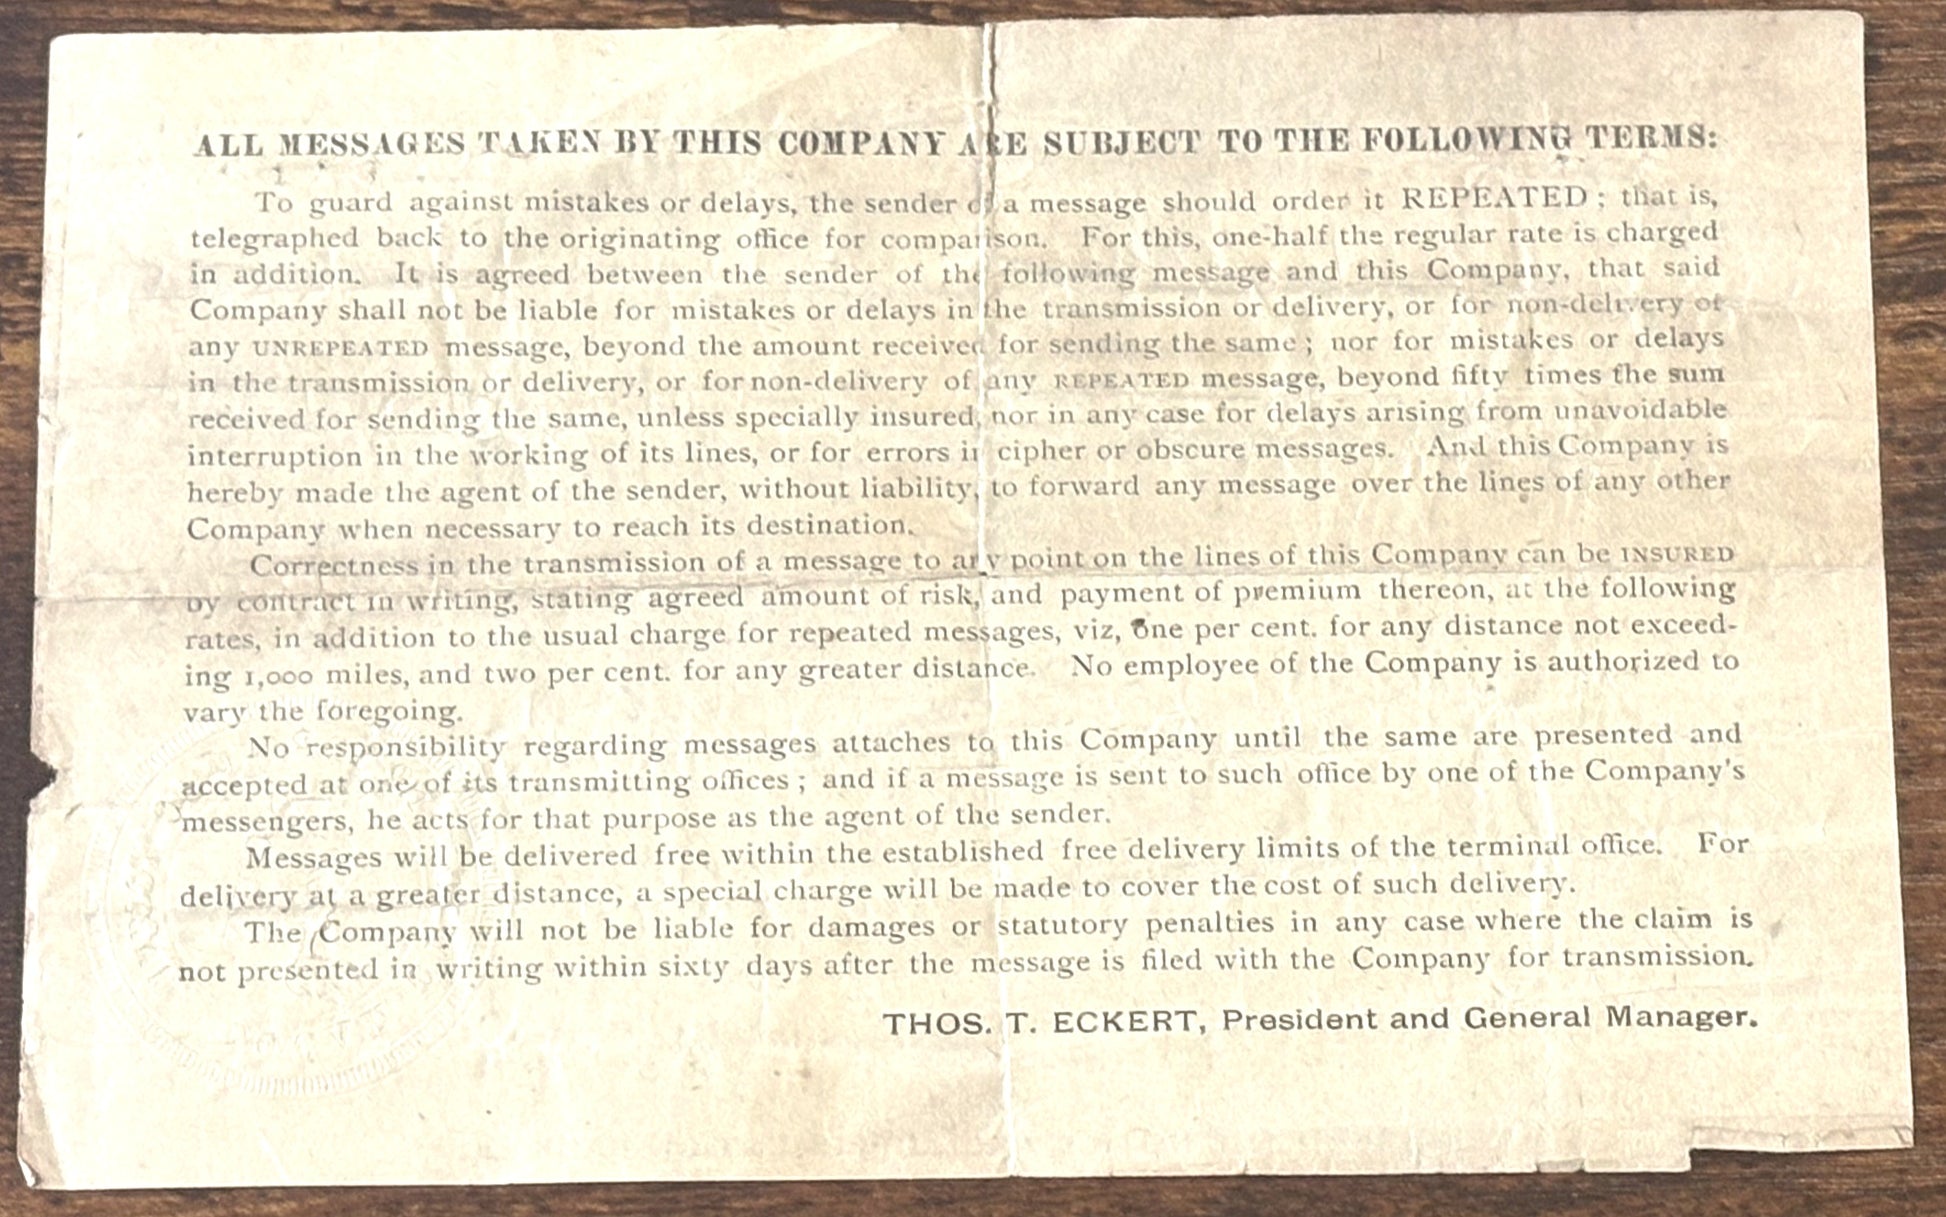 ALL MESSAGES TAKEN BY THIS COMPANY ARE SUBJECT TO THE FOLLOWING TERMS:
To guard against mistakes or delays, the sender of a message should order it REPEATED; that is,
telegraphed back to the originating office for comparison. For this, one-half the regular rate is charged
in addition. It is agreed between the sender of the following message and this Company, that said
Company shall not be liable for mistakes or delays in the transmission or delivery, or for non-delivery of
any UNREPEATED message, beyond the amount received for sending the same; nor for mistakes or delays
in the transmission or delivery, or for non-delivery of any REPEATED message, beyond fifty times the sum
received for sending the same, unless specially insured, nor in any case for delays arising from unavoidable
interruption in the working of its lines, or for errors in cipher or obscure messages. And this Company is
hereby made the agent of the sender, without liability, to forward any message over the lines of any other
Company when necessary to reach its destination.
Correctness in the transmission of a message to any point on the lines of this Company can be INSURED
by contract in writing, stating agreed amount of risk, and payment of premium thereon, at the following
rates, in addition to the usual charge for repeated messages, viz, one per cent. for any distance not exceed-
ing 1,000 miles, and two per cent. for any greater distance. No employee of the Company is authorized to
vary the foregoing.
No responsibility regarding messages attaches to this Company until the same are presented and
accepted at one of its transmitting offices; and if a message is sent to such office by one of the Company's
messengers, he acts for that purpose as the agent of the sender.
Messages will be delivered free within the established free delivery limits of the terminal office. For
delivery at a greater distance, a special charge will be made to cover the cost of such delivery.
The Company will not be liable for damages or statutory penalties in any case where the claim is
not presented in writing within sixty days after the message is filed with the Company for transmission.
THOS. T. ECKERT, President and General Manager.